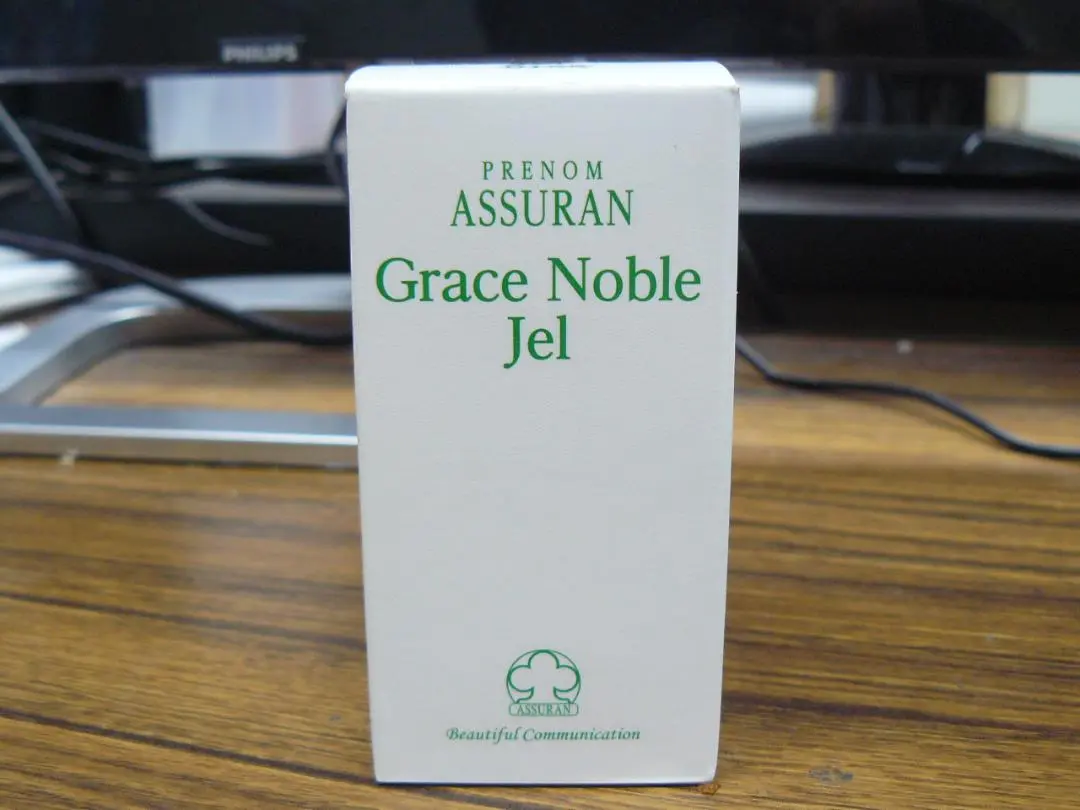 PHILIPS
PRENOM
ASSURAN
Grace Noble
Jel
ASSURAN
Beautiful Communication